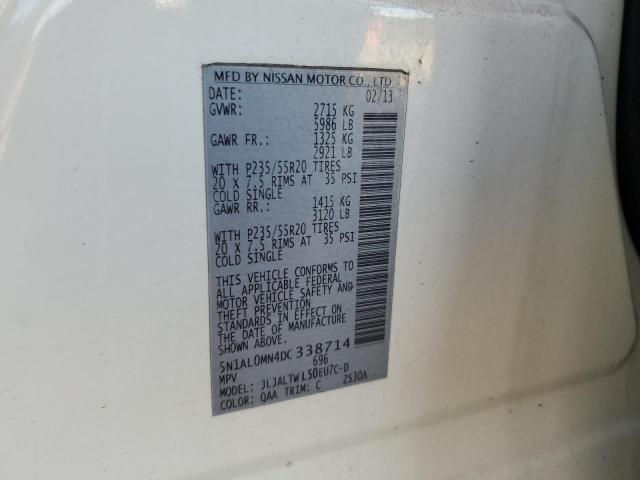 MFD BY NISSAN MOTOR CO., LTD
DATE: 02/13
GVWR: 2715 KG
5986 LB
GAWR FR.: 1325 KG
2921 LB
WITH P235/55R20 TIRES
20 X 7.5 RIMS AT 35 PSI
COLD SINGLE
GAWR RR.: 1415 KG
3120 LB
WITH P235/55R20 TIRES
20 X 7.5 RIMS AT 35 PSI
COLD SINGLE
THIS VEHICLE CONFORMS TO
ALL APPLICABLE FEDERAL
MOTOR VEHICLE SAFETY AND
THEFT PREVENTION
STANDARDS IN EFFECT ON
THE DATE OF MANUFACTURE
SHOWN ABOVE.
5N1AL0MN4DC338714
MPV 696
MODEL: JLJALTWL50EU7C-D
COLOR: QAA TRIM: C ZS30A